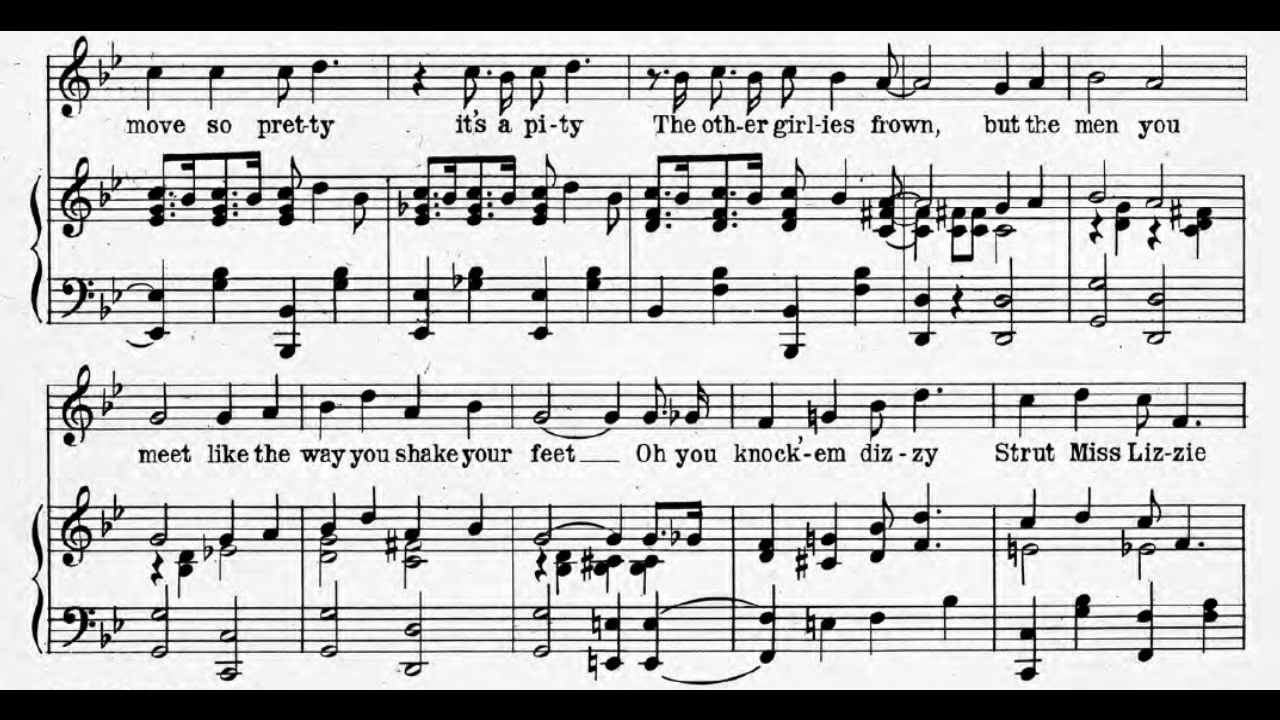 move so pret-ty it's a pi-ty The oth-er girl-ies frown, but the men you
meet like the way you shake your feet Oh you knock'-em diz-zy Strut Miss Liz-zie